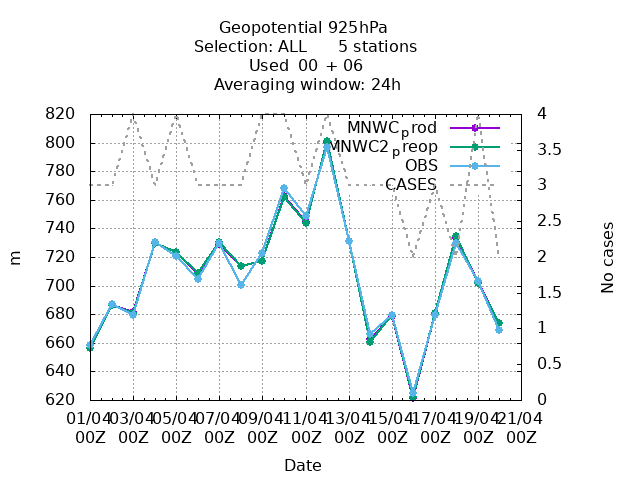 Geopotential 925hPa
Selection: ALL      5 stations
Used  00 + 06
Averaging window: 24h
MNWCprod
MNWC2preop
OBS
CASES
820
800
780
760
740
720
700
680
660
640
620
m
4
3.5
3
2.5
2
1.5
1
0.5
0
No cases
01/04 03/04 05/04 07/04 09/04 11/04 13/04 15/04 17/04 19/04 21/04
00Z 00Z 00Z 00Z 00Z 00Z 00Z 00Z 00Z 00Z 00Z
Date